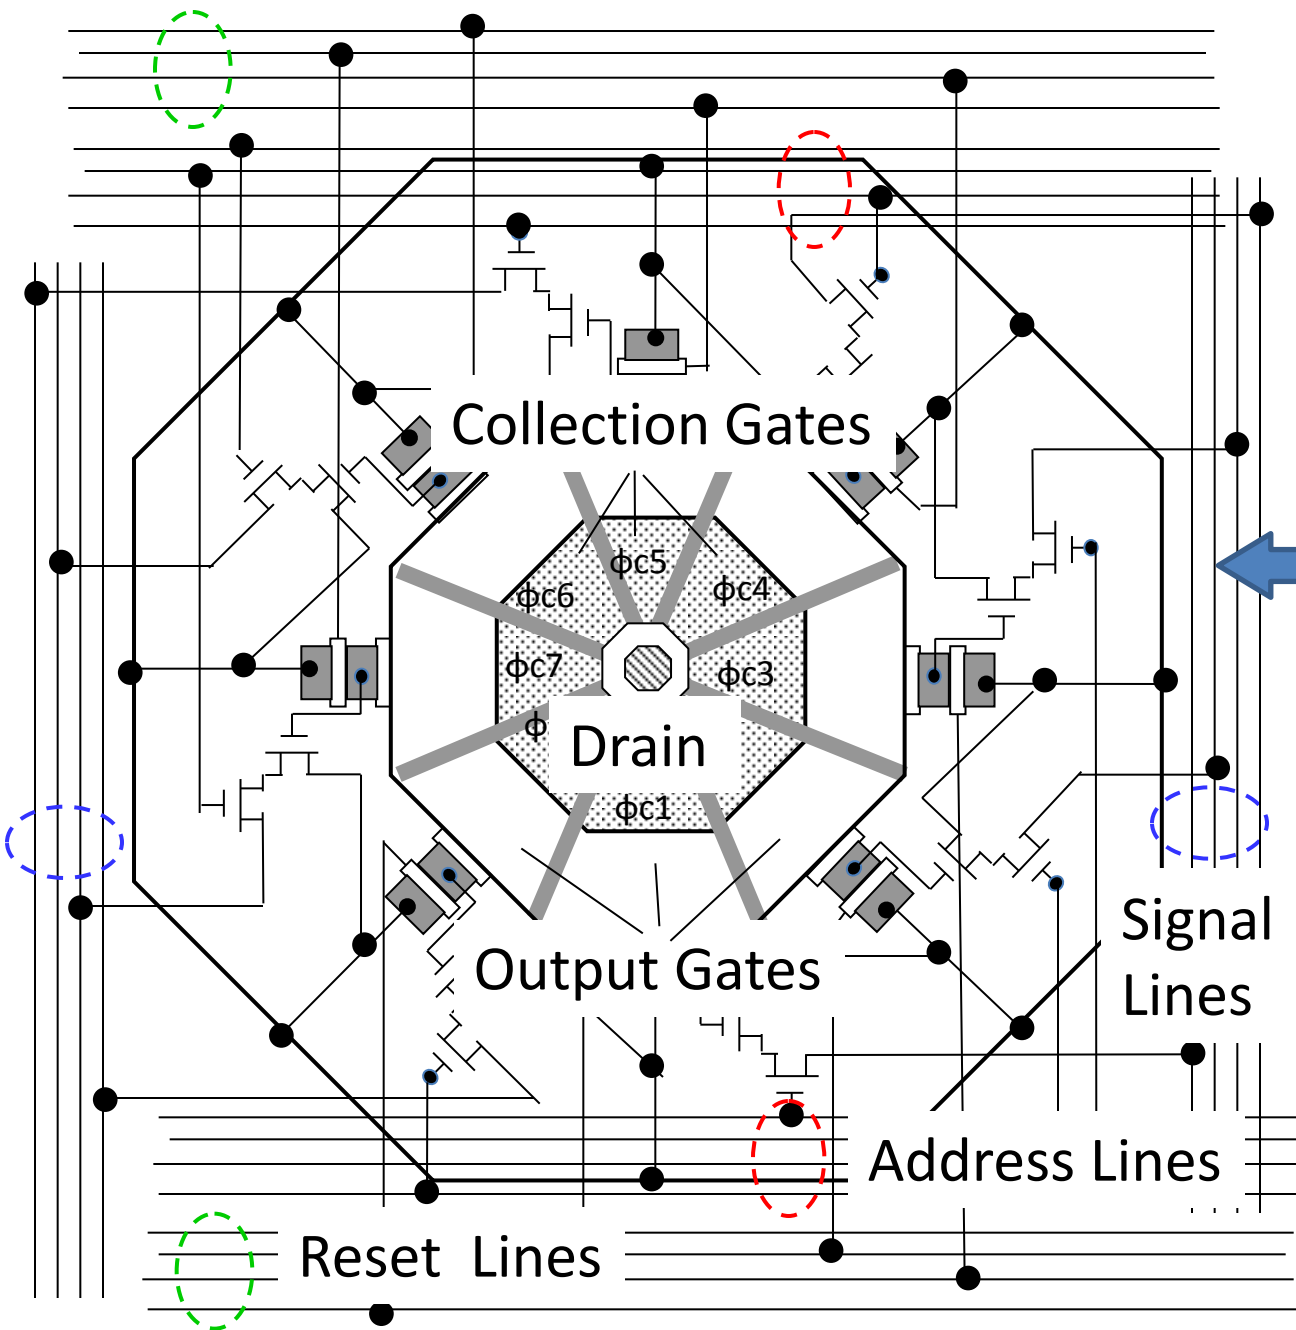 Collection Gates
ϕc5
ϕc6
ϕc4
ϕc7
ϕc3
ϕ
Drain
ϕc1
Output Gates
Signal
Lines
Address Lines
Reset Lines